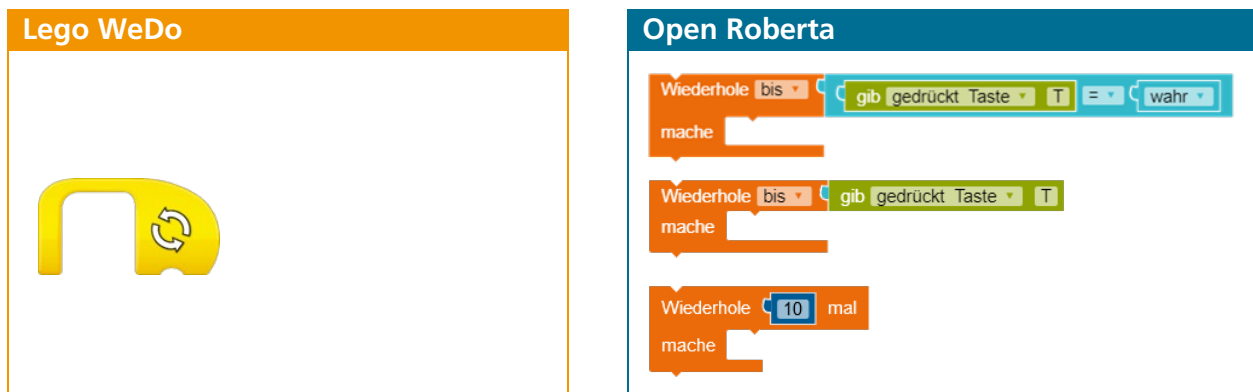 Lego WeDo
Open Roberta
Wiederhole bis gib gedrückt Taste T = wahr
mache
Wiederhole bis gib gedrückt Taste T
mache
Wiederhole 10 mal
mache